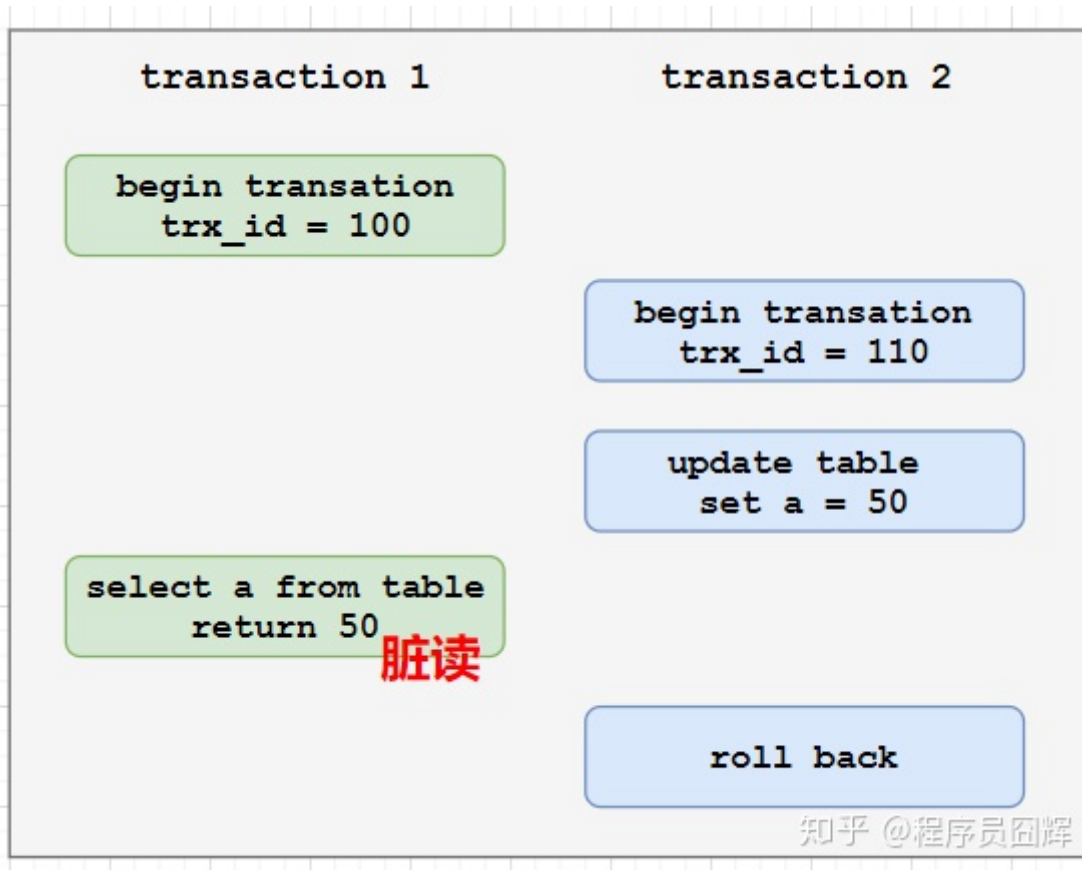 transaction 1
transaction 2
begin transation
trx_id = 100
begin transation
trx_id = 110
update table
set a = 50
select a from table
return 50
脏读
roll back
知乎 @程序员囧辉